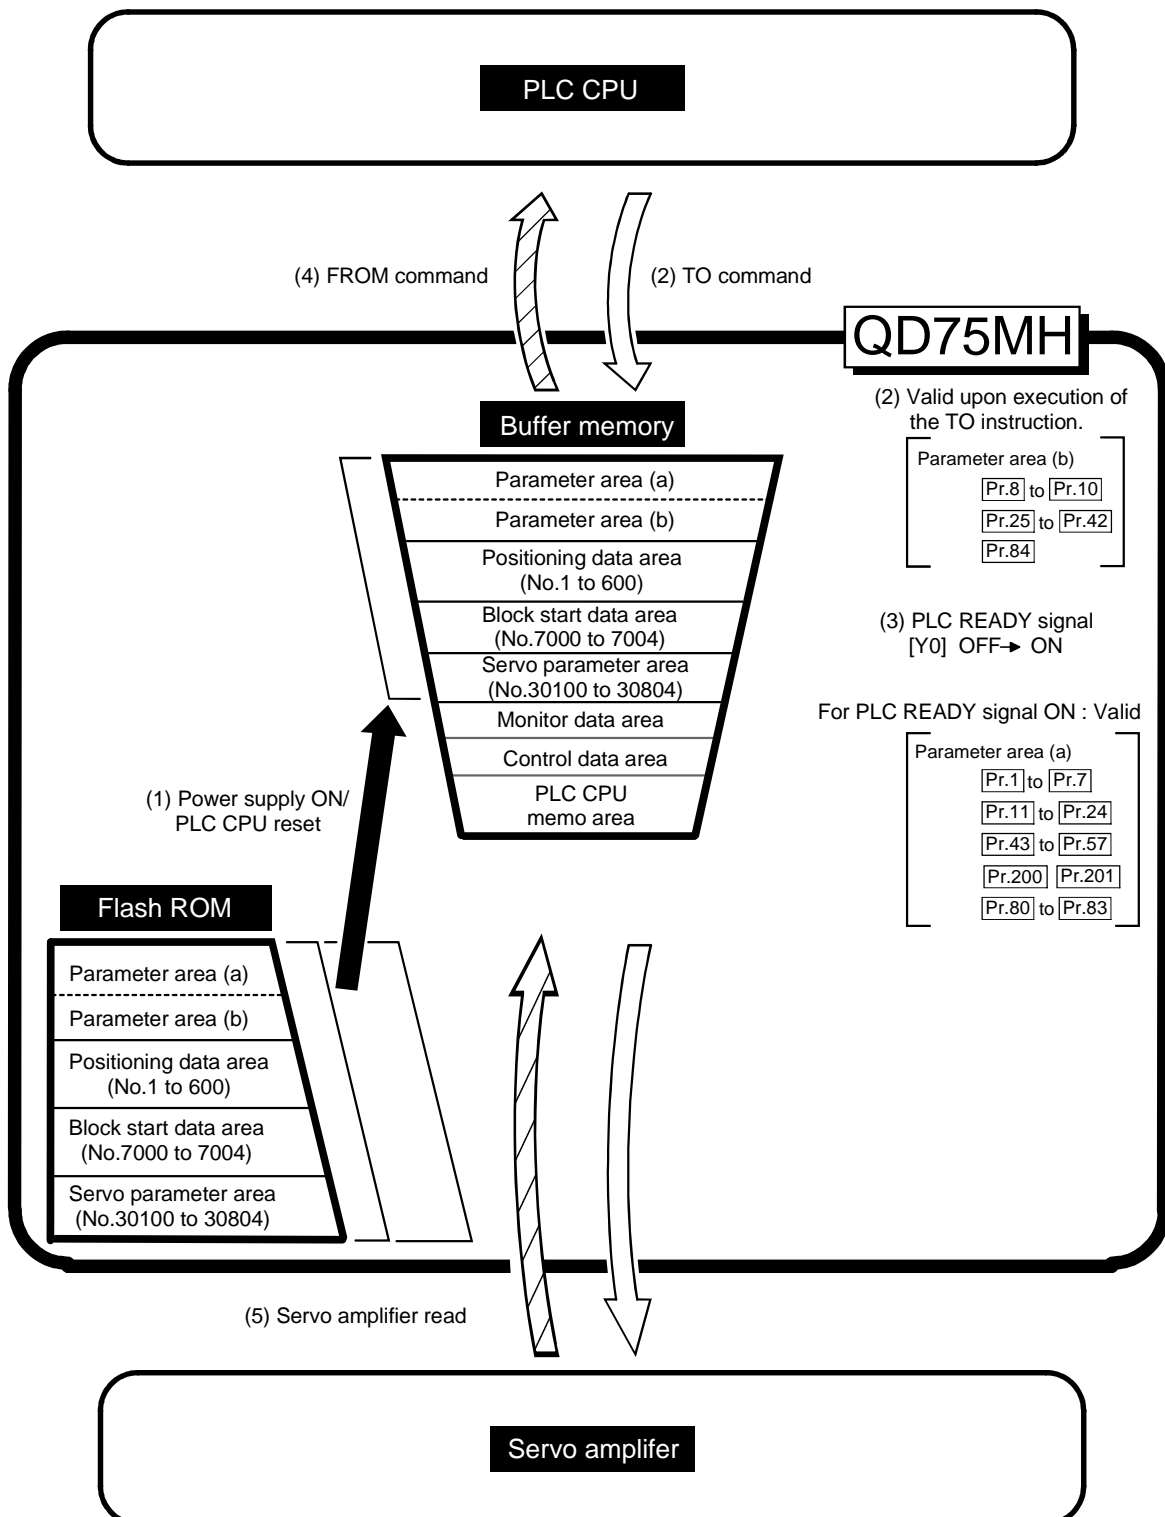 PLC CPU
(4) FROM command
(2) TO command
QD75MH
(2) Valid upon execution of
the TO instruction.
Parameter area (b)
Pr.8 to Pr.10
Pr.25 to Pr.42
Pr.84
(3) PLC READY signal
[Y0] OFF→ ON
For PLC READY signal ON : Valid
Parameter area (a)
Pr.1 to Pr.7
Pr.11 to Pr.24
Pr.43 to Pr.57
Pr.200 Pr.201
Pr.80 to Pr.83
Buffer memory
Parameter area (a)
Parameter area (b)
Positioning data area
(No.1 to 600)
Block start data area
(No.7000 to 7004)
Servo parameter area
(No.30100 to 30804)
Monitor data area
Control data area
PLC CPU
memo area
(1) Power supply ON/
PLC CPU reset
Flash ROM
Parameter area (a)
Parameter area (b)
Positioning data area
(No.1 to 600)
Block start data area
(No.7000 to 7004)
Servo parameter area
(No.30100 to 30804)
(5) Servo amplifier read
Servo amplifer